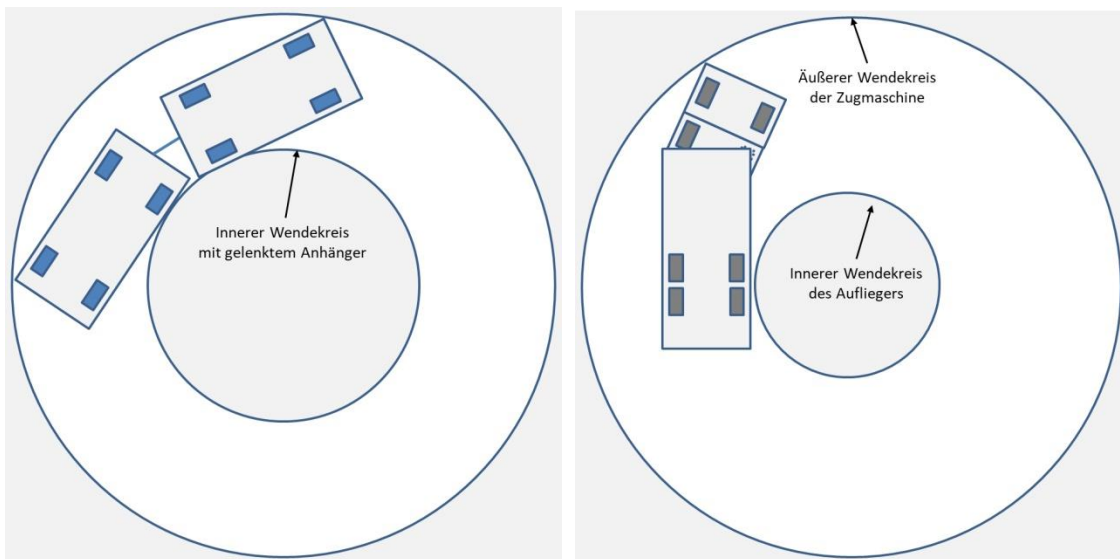 Innerer Wendekreis
mit gelenktem Anhänger
Äußerer Wendekreis
der Zugmaschine
Innerer Wendekreis
des Aufliegers